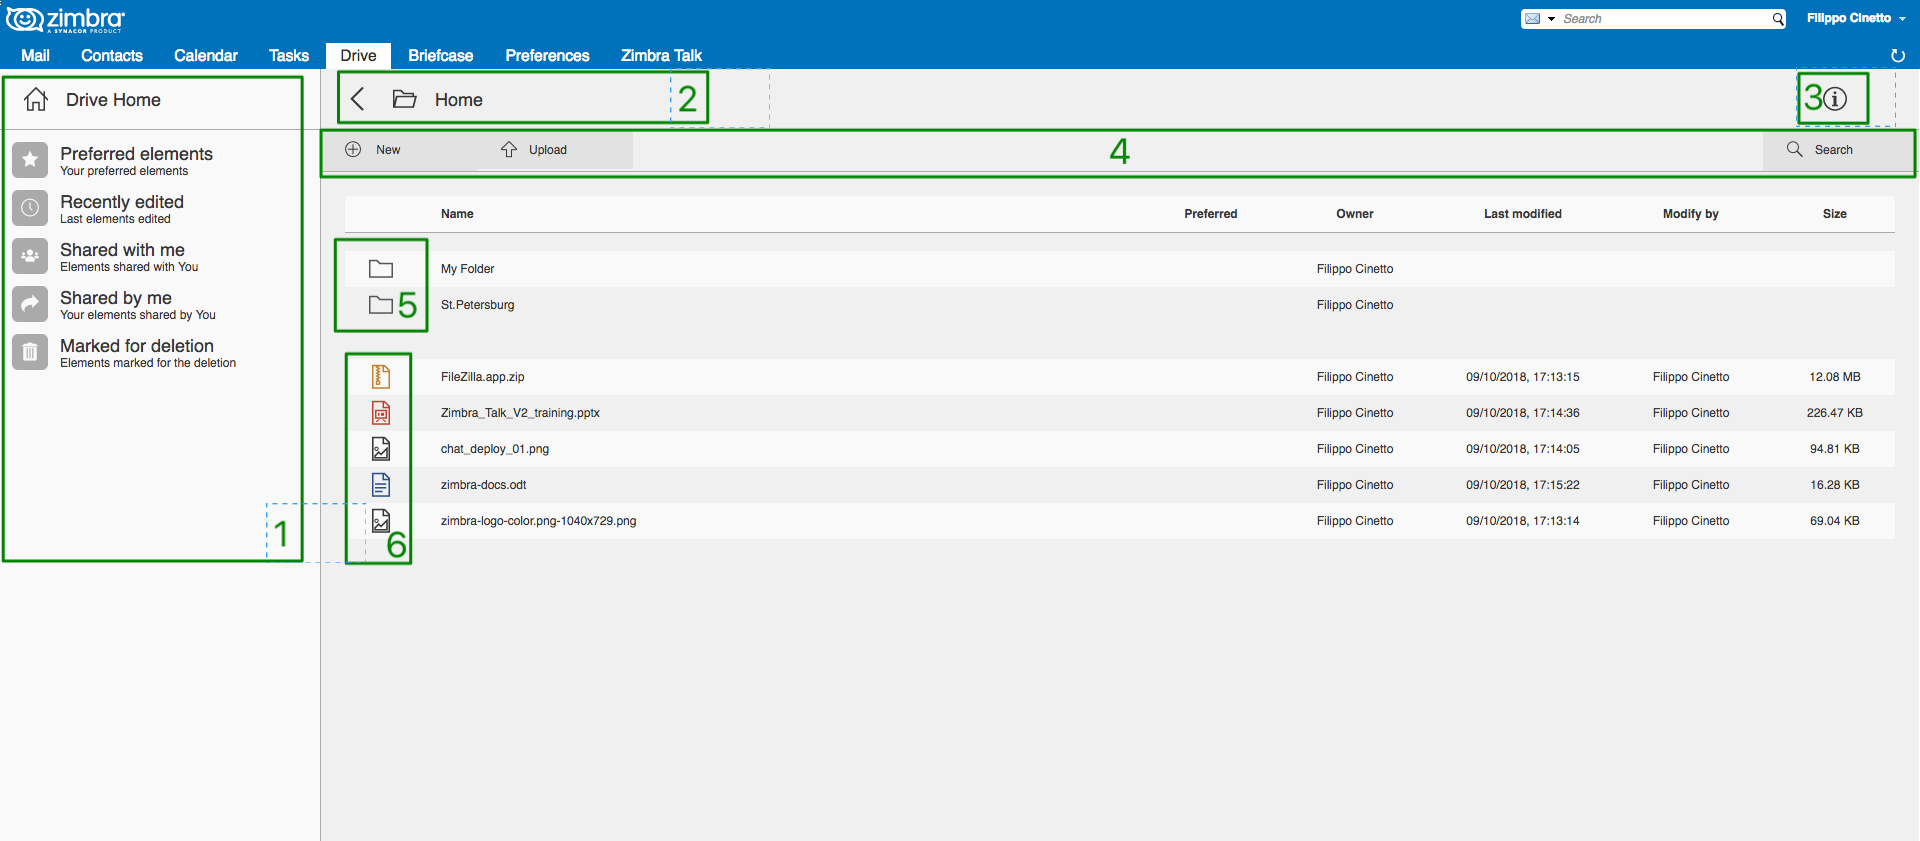 zimbra
A SYNACOR PRODUCT
Search
Filippo Cinetto
Mail Contacts Calendar Tasks Drive Briefcase Preferences Zimbra Talk
Drive Home
Preferred elements
Your preferred elements
Recently edited
Last elements edited
Shared with me
Elements shared with You
Shared by me
Your elements shared by You
Marked for deletion
Elements marked for the deletion
1
Home 2
3
New Upload 4 Search
Name Preferred Owner Last modified Modify by Size
My Folder Filippo Cinetto
5 St.Petersburg Filippo Cinetto
FileZilla.app.zip Filippo Cinetto 09/10/2018, 17:13:15 Filippo Cinetto 12.08 MB
Zimbra_Talk_V2_training.pptx Filippo Cinetto 09/10/2018, 17:14:36 Filippo Cinetto 226.47 KB
chat_deploy_01.png Filippo Cinetto 09/10/2018, 17:14:05 Filippo Cinetto 94.81 KB
zimbra-docs.odt Filippo Cinetto 09/10/2018, 17:15:22 Filippo Cinetto 16.28 KB
zimbra-logo-color.png-1040x729.png Filippo Cinetto 09/10/2018, 17:13:14 Filippo Cinetto 69.04 KB
6